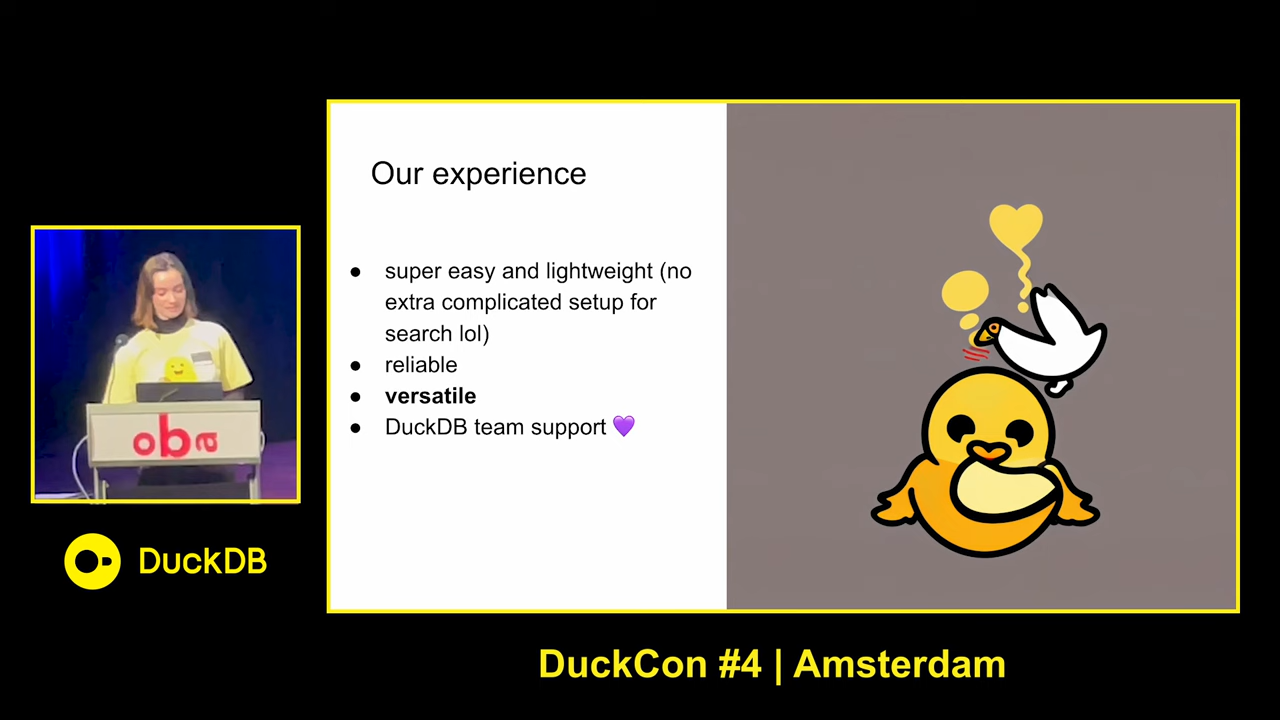 Our experience
● super easy and lightweight (no
extra complicated setup for
search lol)
● reliable
● versatile
● DuckDB team support 💜
oba
DuckDB
DuckCon #4 | Amsterdam